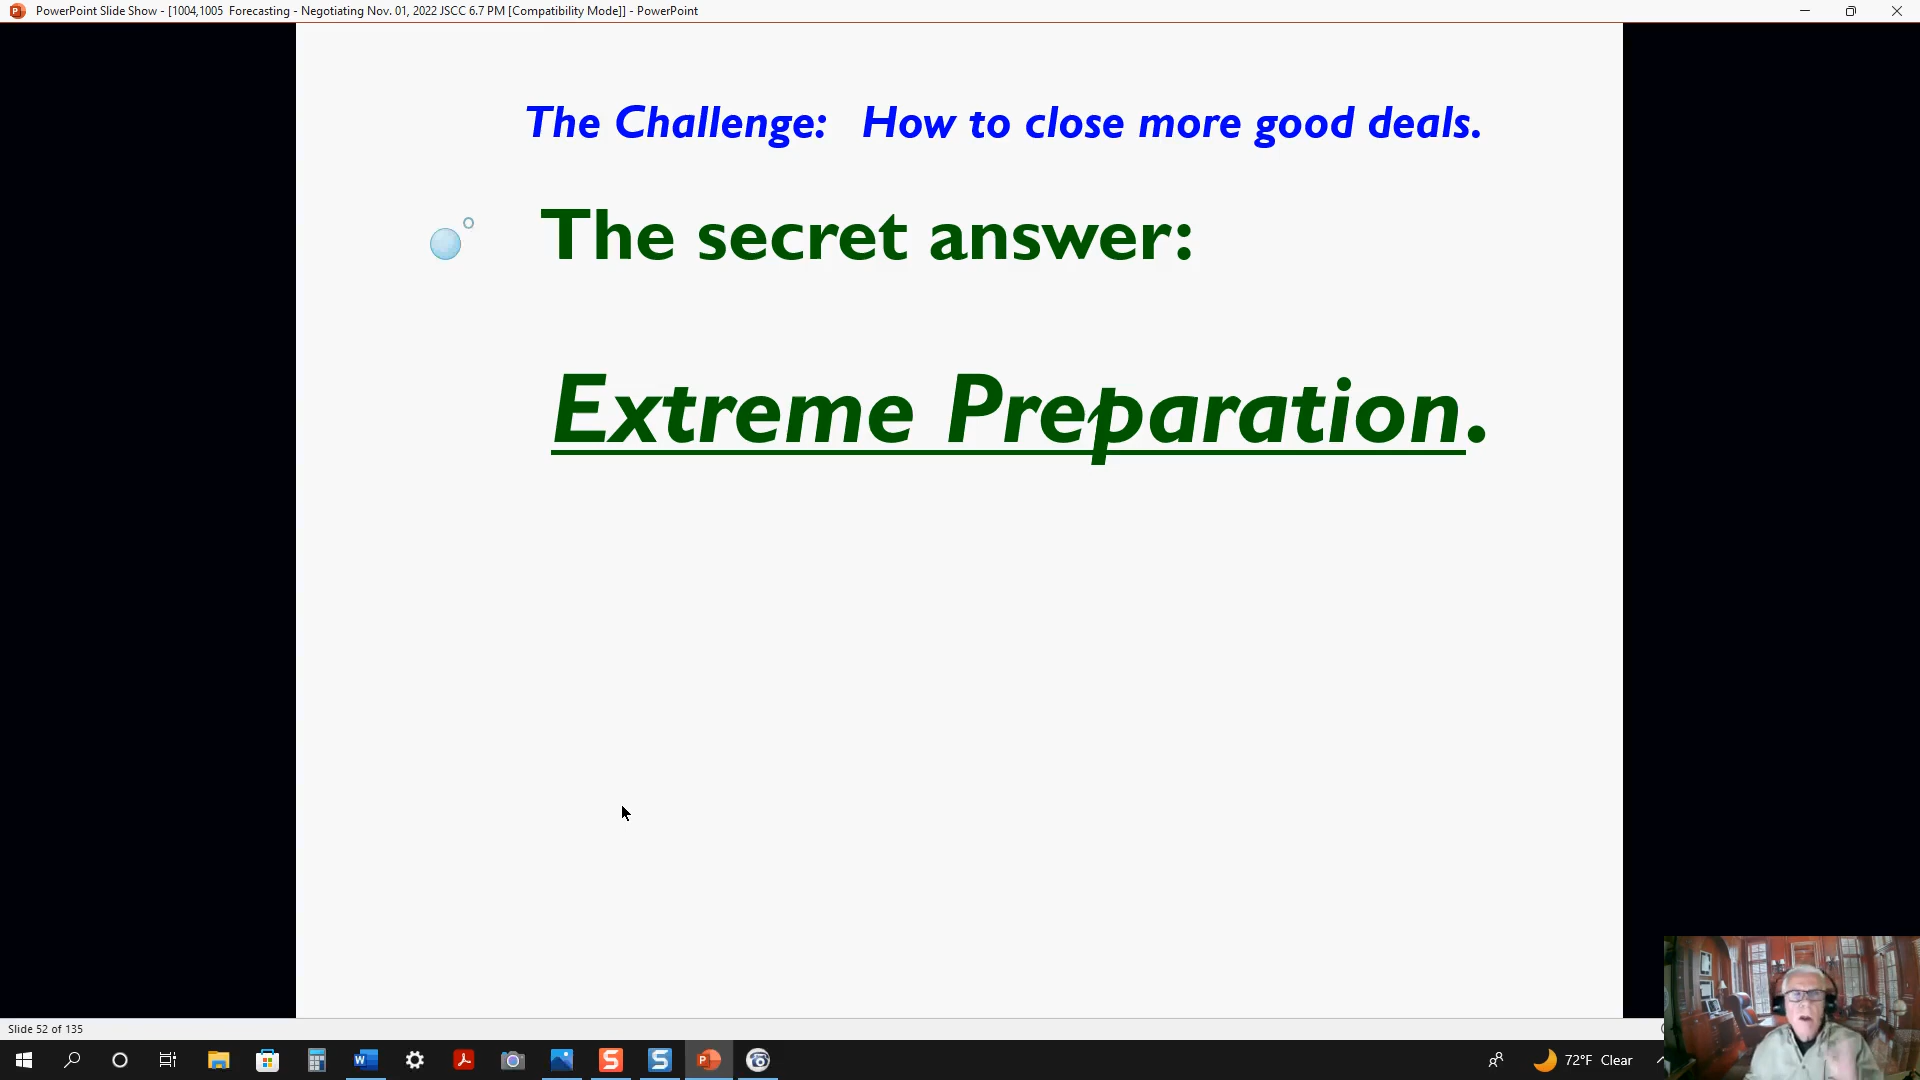 PowerPoint Slide Show - [1004,1005  Forecasting - Negotiating Nov. 01, 2022 JSCC 6.7 PM [Compatibility Mode]] - PowerPoint
The Challenge:   How to close more good deals.
The secret answer:
Extreme Preparation.
Slide 52 of 135
72°F  Clear